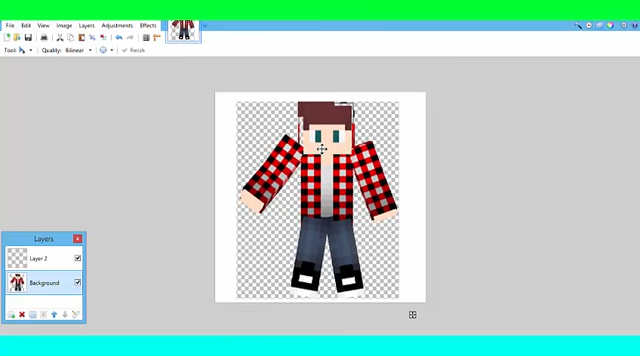 File Edit View Image Layers Adjustments Effects
Tool: Quality: Bilinear Finish
Layers
Layer 2
Background